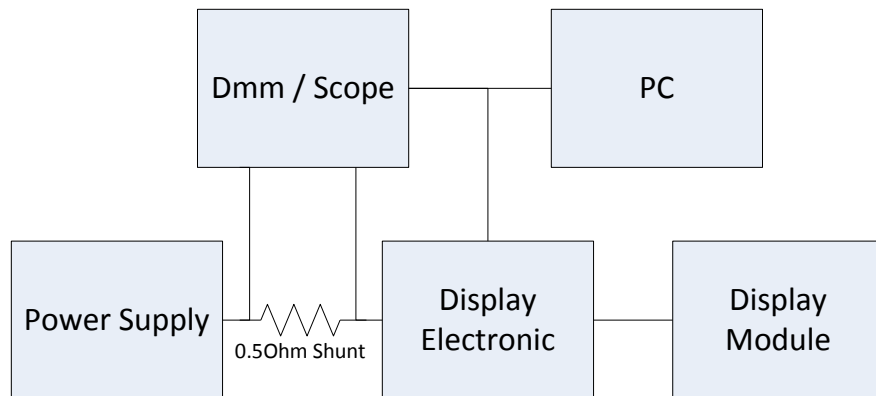 Dmm / Scope
PC
Power Supply
0.5Ohm Shunt
Display
Electronic
Display
Module